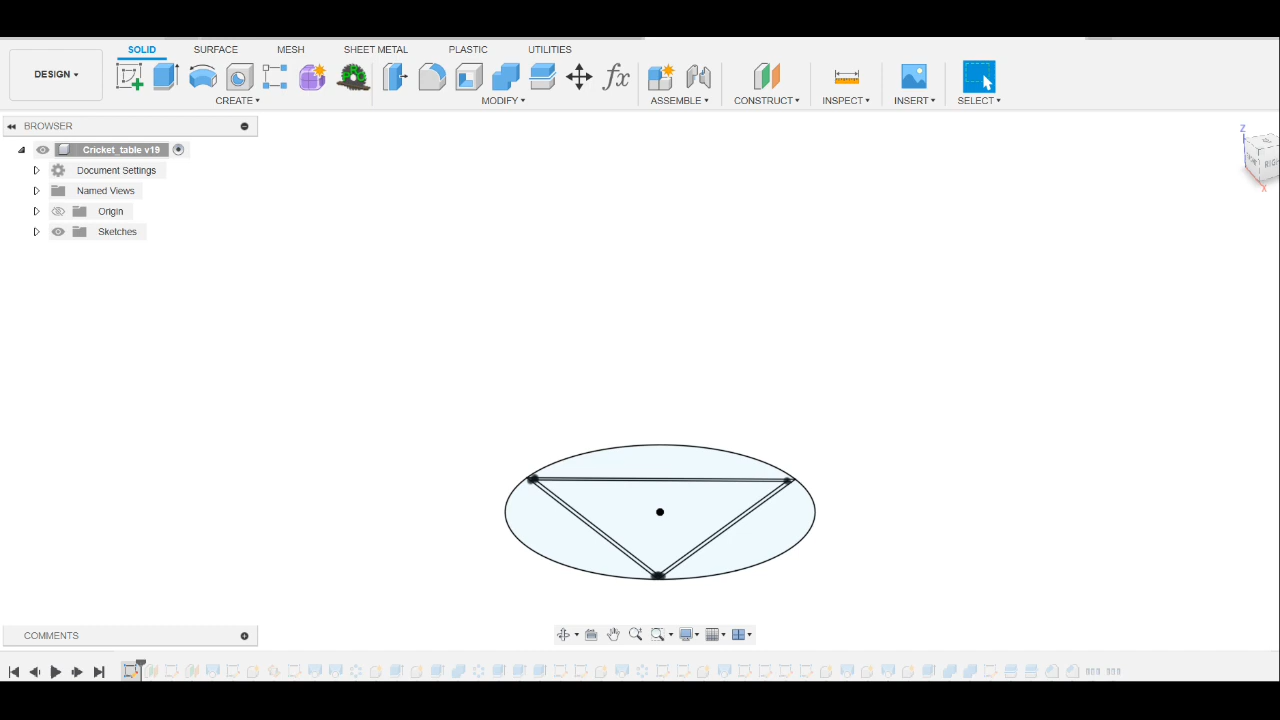 SOLID SURFACE MESH SHEET METAL PLASTIC UTILITIES
DESIGN ▾
CREATE ▾ MODIFY ▾ ASSEMBLE ▾ CONSTRUCT ▾ INSPECT ▾ INSERT ▾ SELECT ▾
BROWSER
Cricket_table v19
Document Settings
Named Views
Origin
Sketches
Z
RIGH
X
COMMENTS